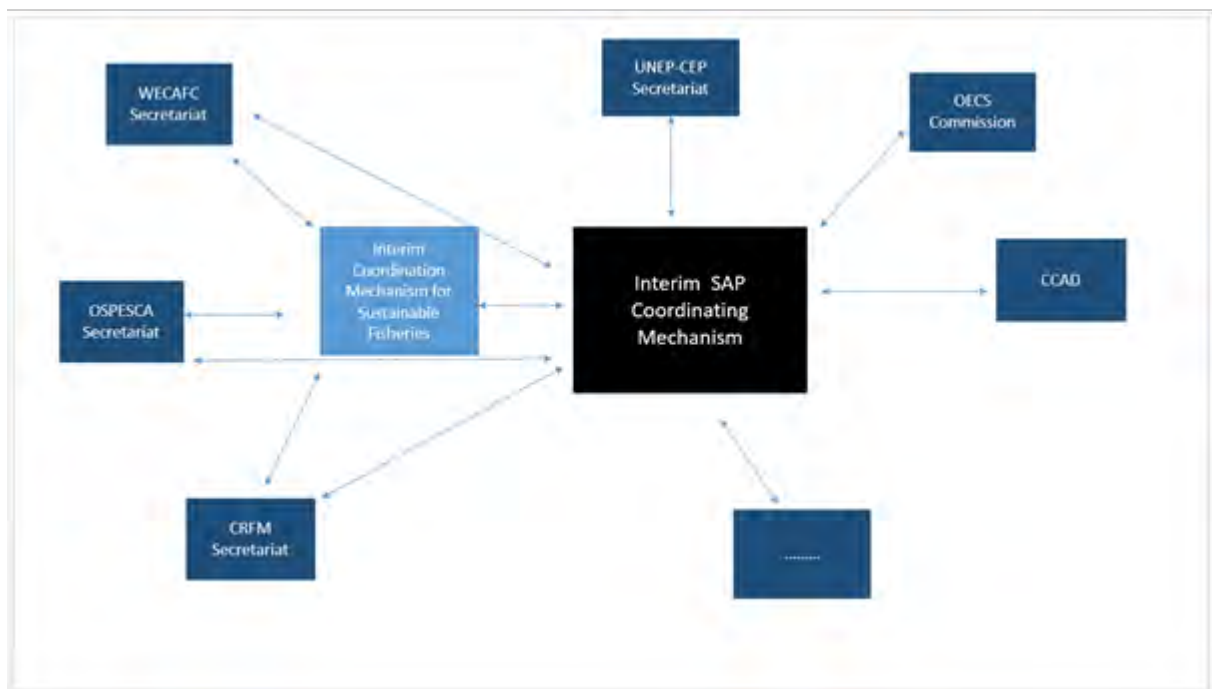 WECAFC
Secretariat
UNEP-CEP
Secretariat
OECS
Commission
Interim
Coordination
Mechanism for
Sustainable
Fisheries
Interim SAP
Coordinating
Mechanism
CCAD
OSPESCA
Secretariat
CRFM
Secretariat
.........